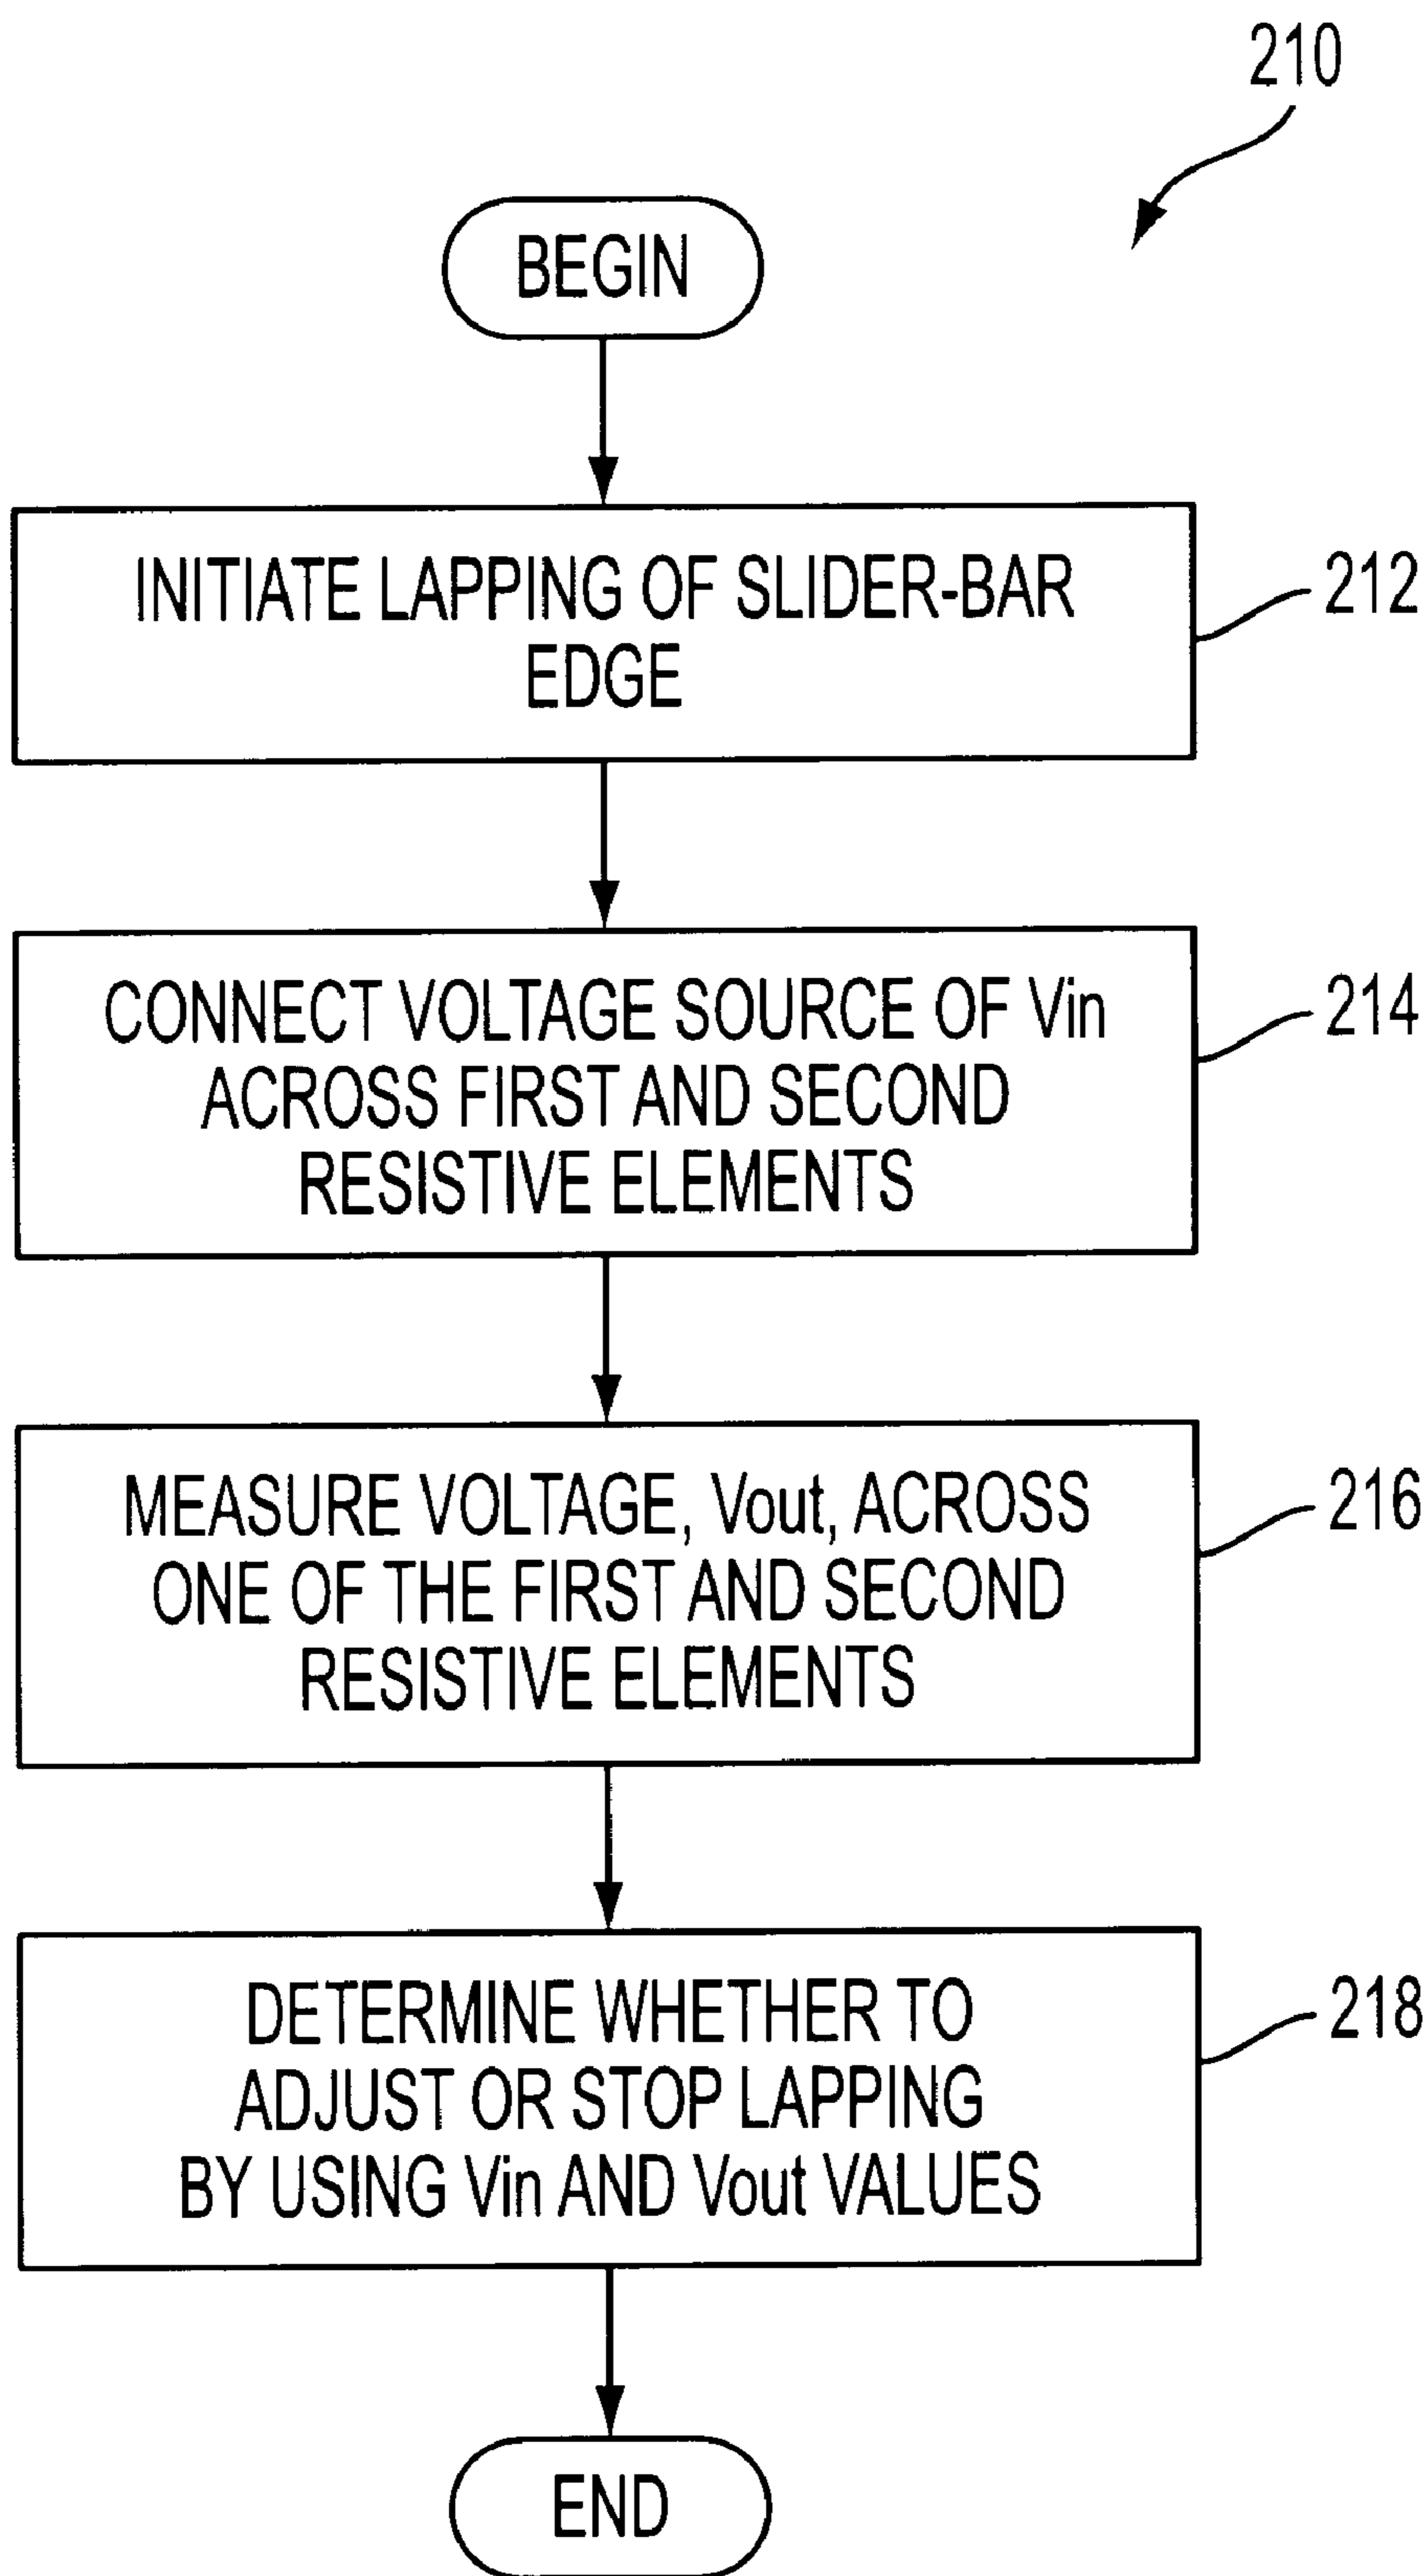 210
BEGIN
INITIATE LAPPING OF SLIDER-BAR
EDGE
212
CONNECT VOLTAGE SOURCE OF Vin
ACROSS FIRST AND SECOND
RESISTIVE ELEMENTS
214
MEASURE VOLTAGE, Vout, ACROSS
ONE OF THE FIRST AND SECOND
RESISTIVE ELEMENTS
216
DETERMINE WHETHER TO
ADJUST OR STOP LAPPING
BY USING Vin AND Vout VALUES
218
END